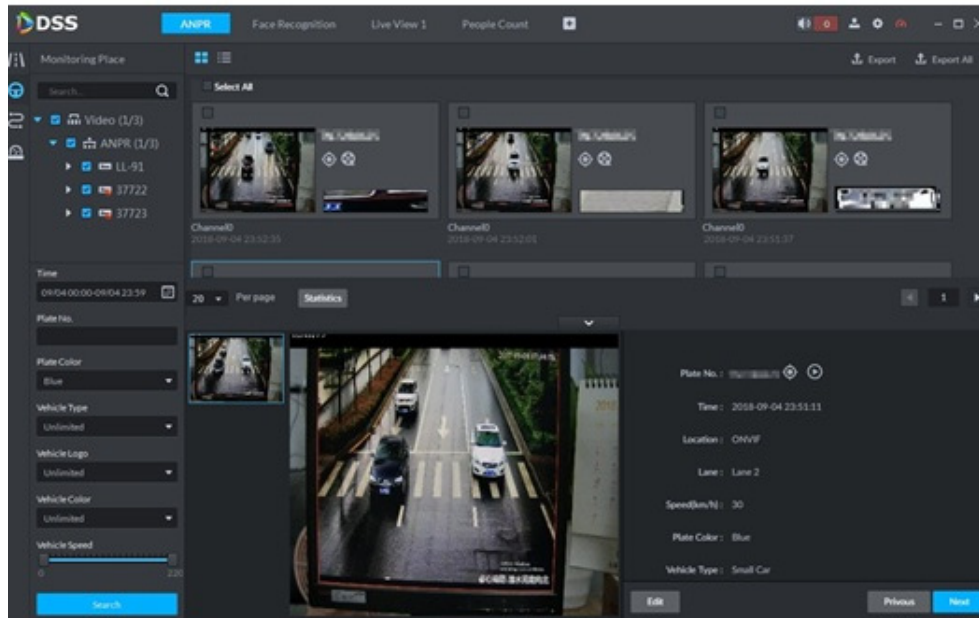 DSS
ANPR Face Recognition Live View 1 People Count
0
Monitoring Place
Export Export All
Search...
Select All
Video (1/3)
ANPR (1/3)
LL-91
37722
37723
Channel0 Channel0 Channel0
2018-09-04 23:52:35 2018-09-04 23:52:01 2018-09-04 23:51:37
Time
09/04 00:00-09/04 23:59
20 Per page Statistics 1
Plate No.
Plate Color
Blue
Vehicle Type
Unlimited
Vehicle Logo
Unlimited
Vehicle Color
Unlimited
Vehicle Speed
0 220
Search
Plate No. :
Time : 2018-09-04 23:51:11
Location : ONVIF
Lane : Lane 2
Speed(km/h) : 30
Plate Color : Blue
Vehicle Type : Small Car
Edit Privous Next